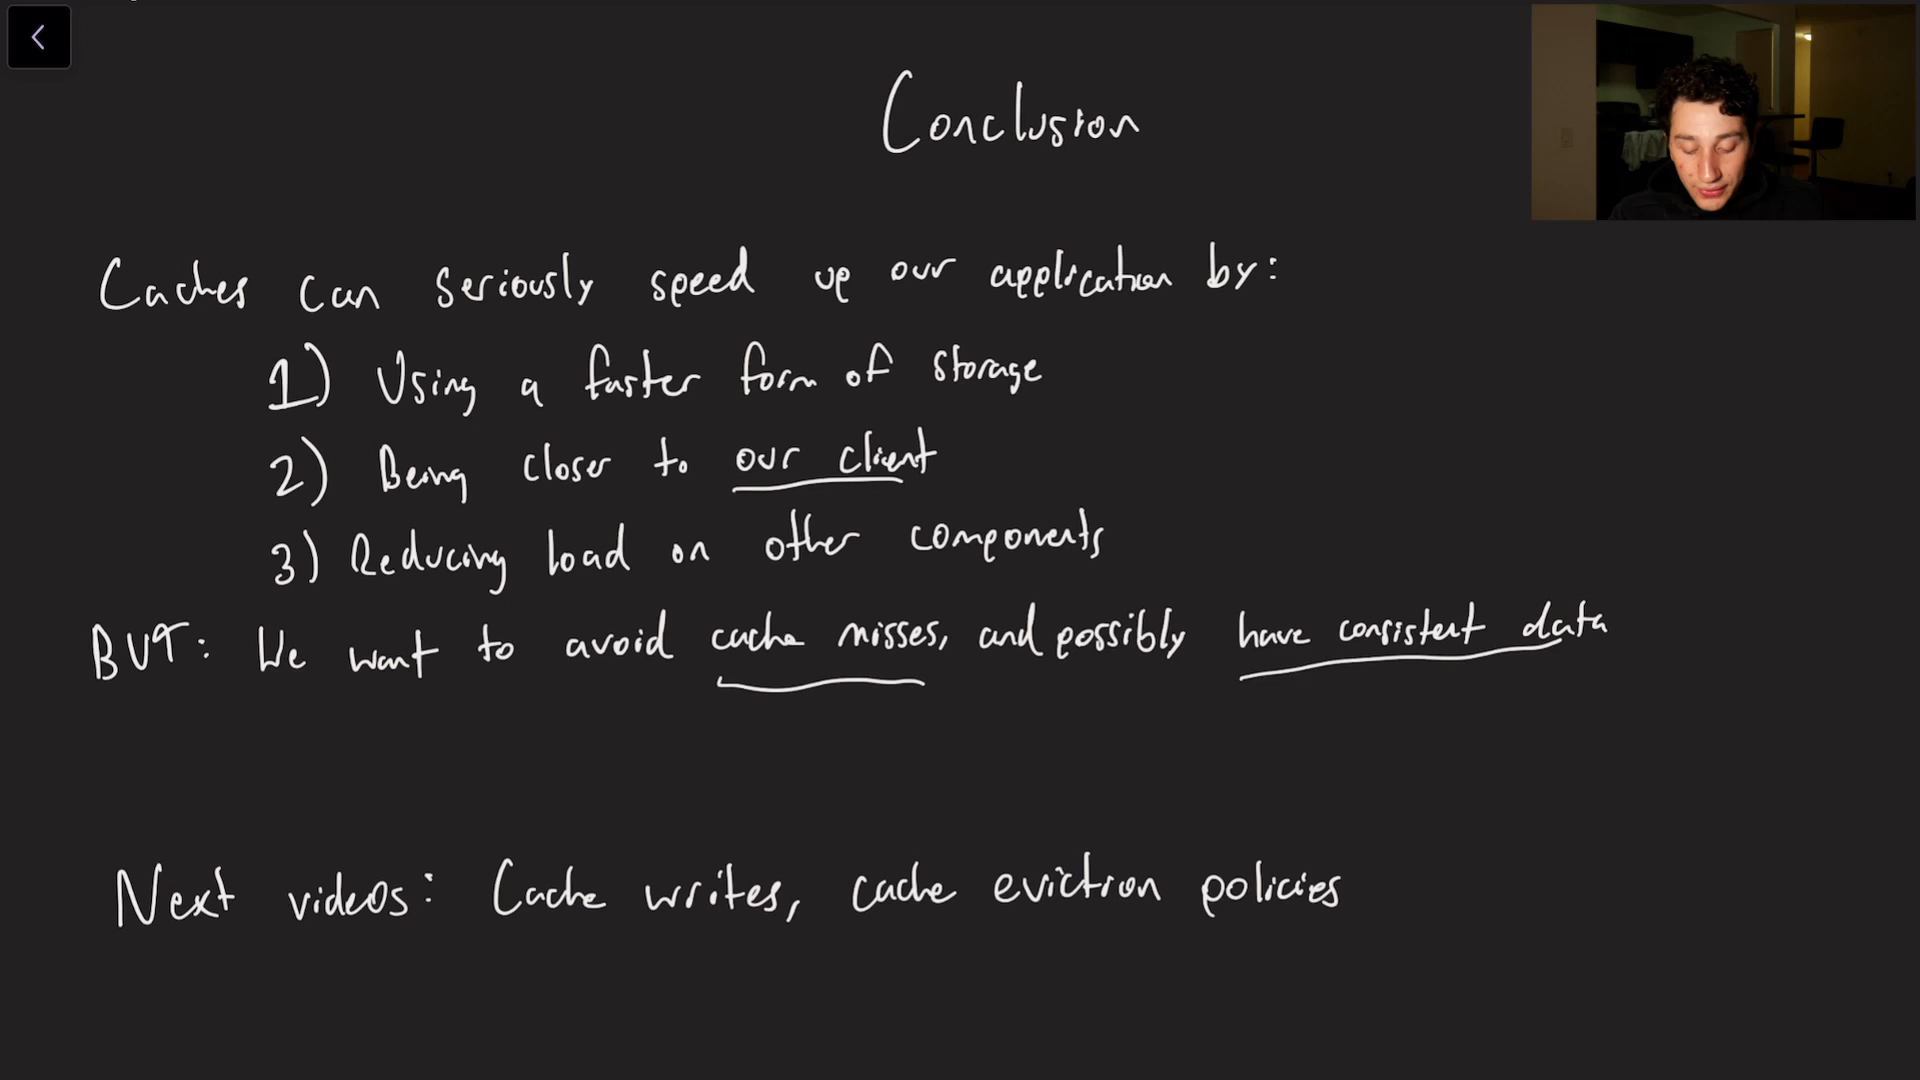 Conclusion
Caches can seriously speed up our application by:
1) Using a faster form of storage
2) Being closer to our client
3) Reducing load on other components
BUT: We want to avoid cache misses, and possibly have consistent data
Next videos: Cache writes, cache eviction policies